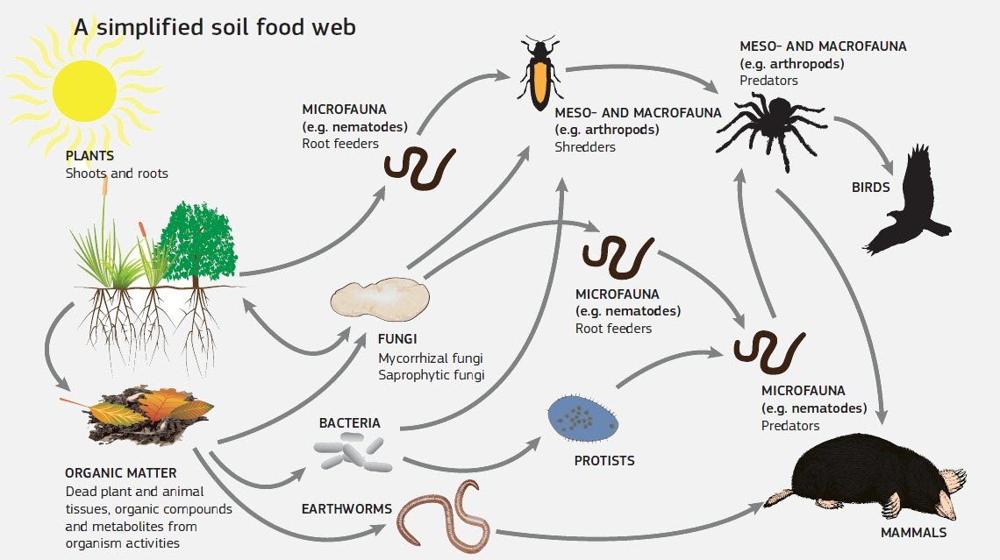 A simplified soil food web
PLANTS
Shoots and roots
MICROFAUNA
(e.g. nematodes)
Root feeders
MESO- AND MACROFAUNA
(e.g. arthropods)
Shredders
MESO- AND MACROFAUNA
(e.g. arthropods)
Predators
BIRDS
FUNGI
Mycorrhizal fungi
Saprophytic fungi
MICROFAUNA
(e.g. nematodes)
Root feeders
MICROFAUNA
(e.g. nematodes)
Predators
BACTERIA
PROTISTS
ORGANIC MATTER
Dead plant and animal
tissues, organic compounds
and metabolites from
organism activities
EARTHWORMS
MAMMALS